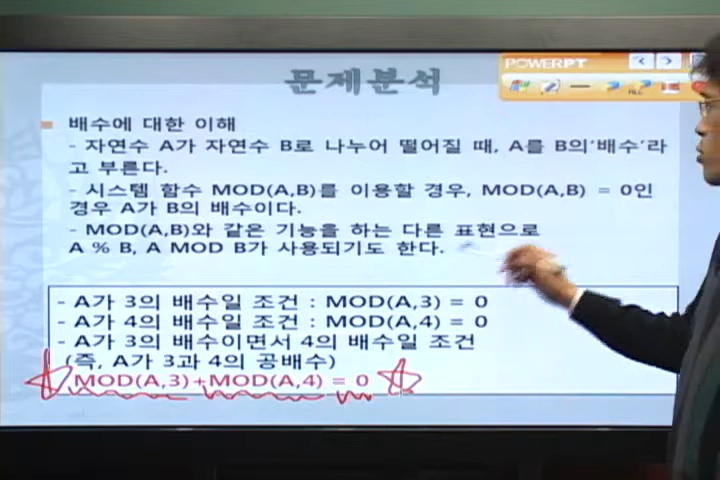 문제분석
POWERPT
배수에 대한 이해
- 자연수 A가 자연수 B로 나누어 떨어질 때, A를 B의'배수'라
고 부른다.
- 시스템 함수 MOD(A,B)를 이용할 경우, MOD(A,B) = 0인
경우 A가 B의 배수이다.
- MOD(A,B)와 같은 기능을 하는 다른 표현으로
A % B, A MOD B가 사용되기도 한다.
- A가 3의 배수일 조건 : MOD(A,3) = 0
- A가 4의 배수일 조건 : MOD(A,4) = 0
- A가 3의 배수이면서 4의 배수일 조건
(즉, A가 3과 4의 공배수)
MOD(A,3)+MOD(A,4) = 0